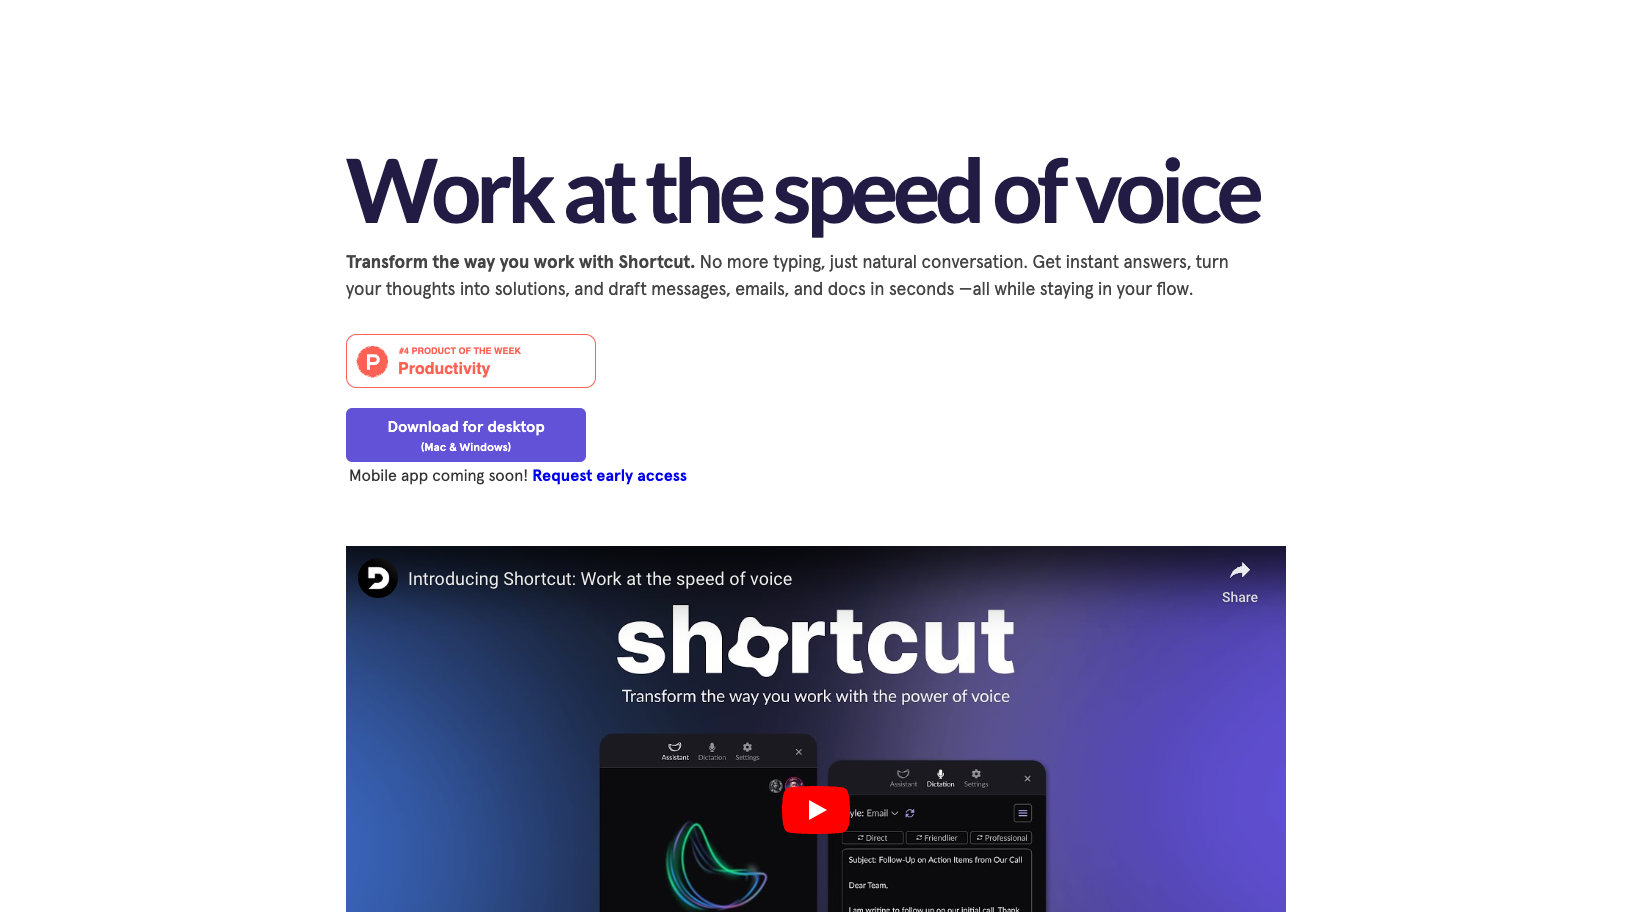 Work at the speed of voice
Transform the way you work with Shortcut. No more typing, just natural conversation. Get instant answers, turn
your thoughts into solutions, and draft messages, emails, and docs in seconds —all while staying in your flow.
P
#4 PRODUCT OF THE WEEK
Productivity
Download for desktop
(Mac & Windows)
Mobile app coming soon! Request early access
Introducing Shortcut: Work at the speed of voice
Share
shortcut
Transform the way you work with the power of voice
Assistant Dictation Settings
Assistant Dictation Settings
yle: Email
Direct Friendlier Professional
Subject: Follow-Up on Action Items from Our Call
Dear Team,
I am writing to follow up on our initial call. Thank